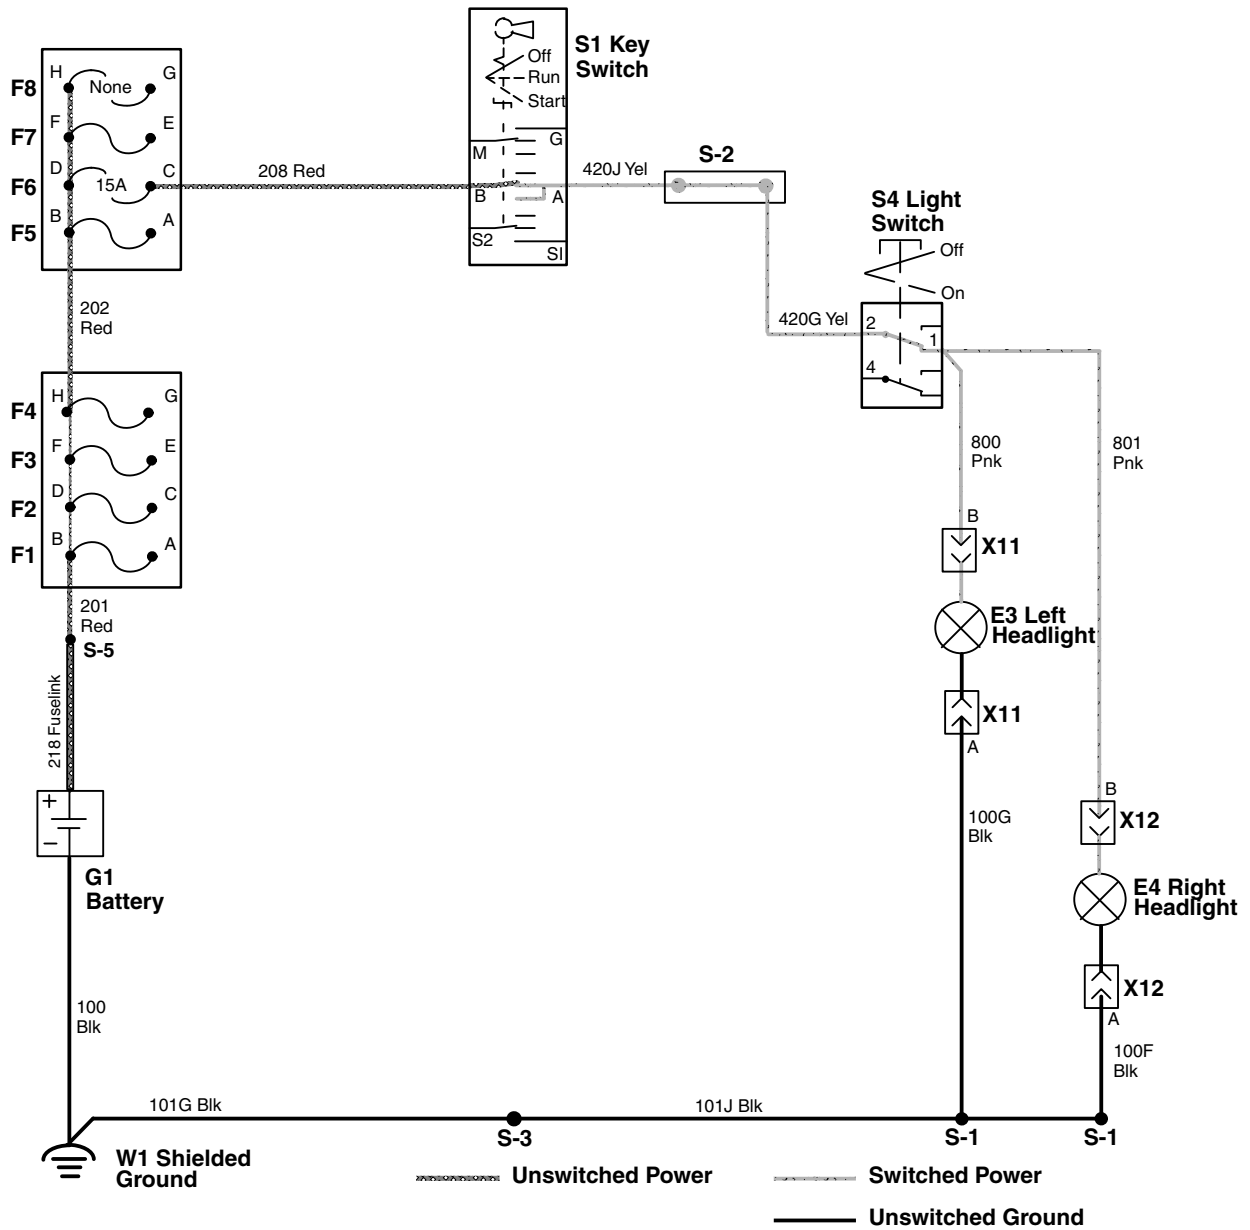 S1 Key
Switch
Off
Run
Start
G
M
B
A
S2
SI
F8
H
None
G
F7
F
E
F6
D
15A
C
F5
B
A
208 Red
420J Yel
S-2
S4 Light
Switch
Off
On
420G Yel
2
1
4
202
Red
F4
H
G
F3
F
E
F2
D
C
F1
B
A
201
Red
S-5
218 Fuselink
+
−
G1
Battery
800
Pnk
801
Pnk
B
X11
E3 Left
Headlight
X11
A
100G
Blk
B
X12
E4 Right
Headlight
X12
A
100F
Blk
100
Blk
101G Blk
101J Blk
S-3
S-1
S-1
W1 Shielded
Ground
Unswitched Power
Switched Power
Unswitched Ground